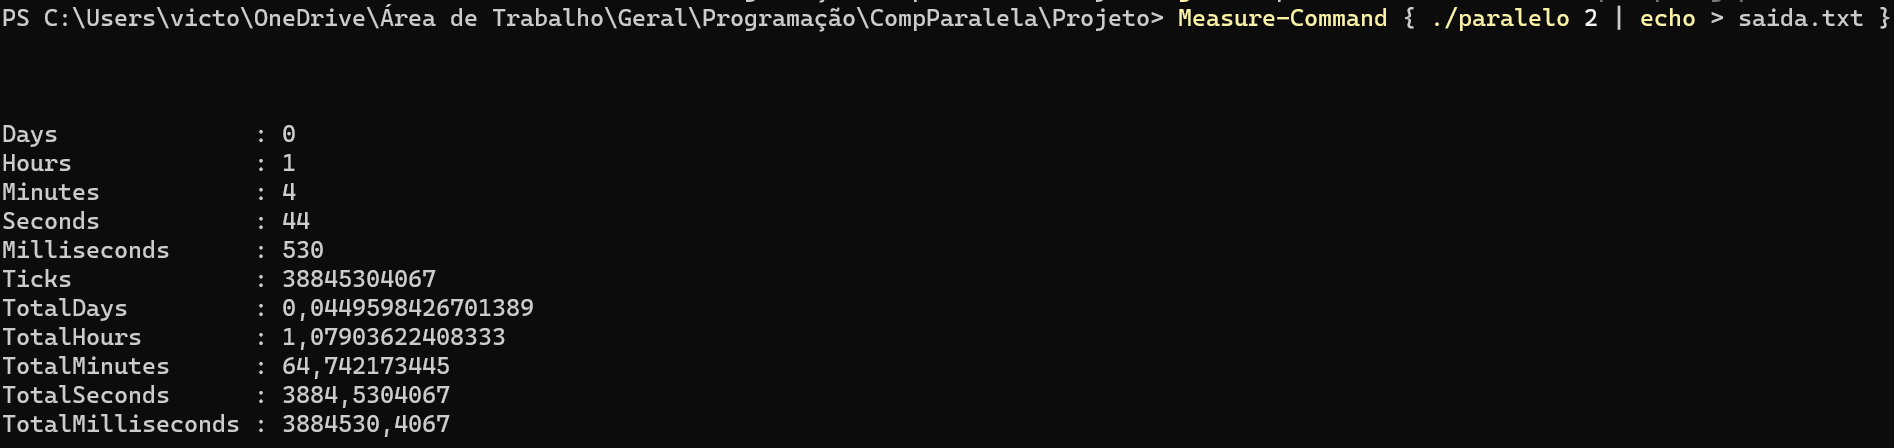 PS C:\Users\victo\OneDrive\Área de Trabalho\Geral\Programação\CompParalela\Projeto> Measure-Command { ./paralelo 2 | echo > saida.txt }
Days : 0
Hours : 1
Minutes : 4
Seconds : 44
Milliseconds : 530
Ticks : 38845304067
TotalDays : 0,0449598426701389
TotalHours : 1,07903622408333
TotalMinutes : 64,742173445
TotalSeconds : 3884,5304067
TotalMilliseconds : 3884530,4067